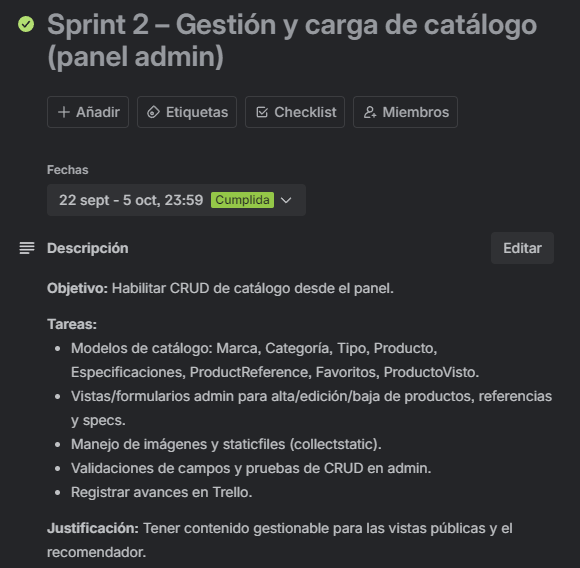 Sprint 2 – Gestión y carga de catálogo
(panel admin)
Añadir Etiquetas Checklist Miembros
Fechas
22 sept - 5 oct, 23:59 Cumplida
Descripción Editar
Objetivo: Habilitar CRUD de catálogo desde el panel.
Tareas:
• Modelos de catálogo: Marca, Categoría, Tipo, Producto,
Especificaciones, ProductReference, Favoritos, ProductoVisto.
• Vistas/formularios admin para alta/edición/baja de productos, referencias
y specs.
• Manejo de imágenes y staticfiles (collectstatic).
• Validaciones de campos y pruebas de CRUD en admin.
• Registrar avances en Trello.
Justificación: Tener contenido gestionable para las vistas públicas y el
recomendador.